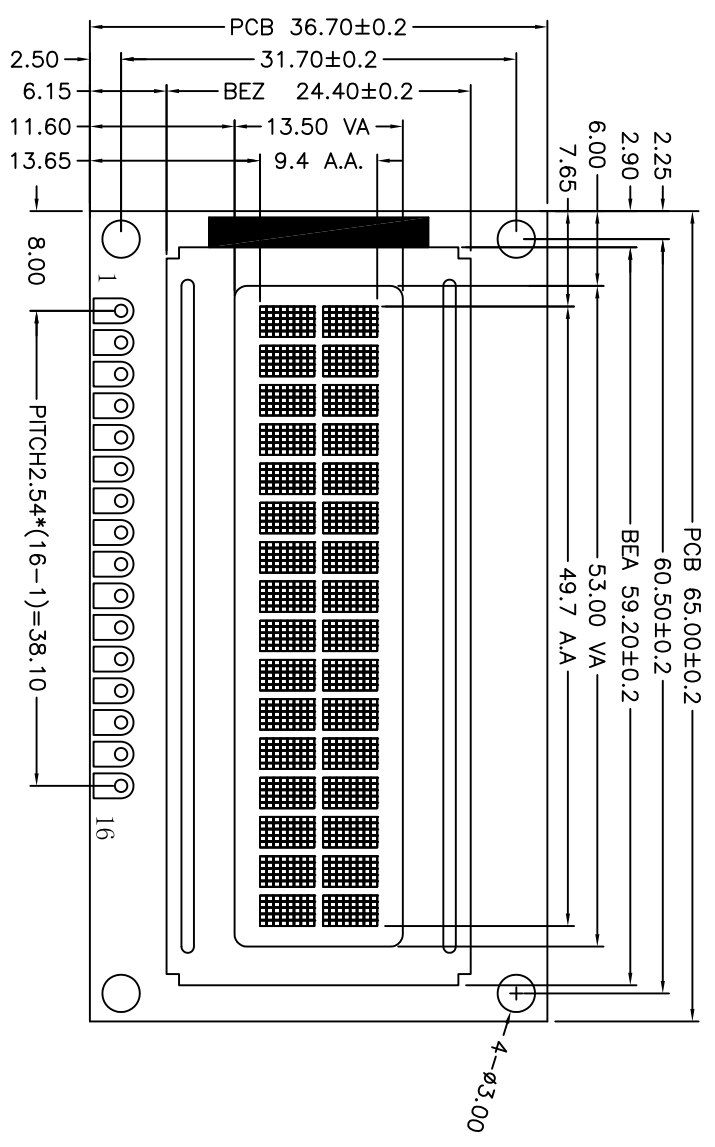 PCB 36.70±0.2
2.50
31.70±0.2
6.15
BEZ 24.40±0.2
11.60
13.50 VA
13.65
9.4 A.A.
2.25
2.90
6.00
7.65
8.00
1
PITCH2.54*(16-1)=38.10
16
PCB 65.00±0.2
60.50±0.2
BEA 59.20±0.2
53.00 VA
49.7 A.A
4-ø3.00